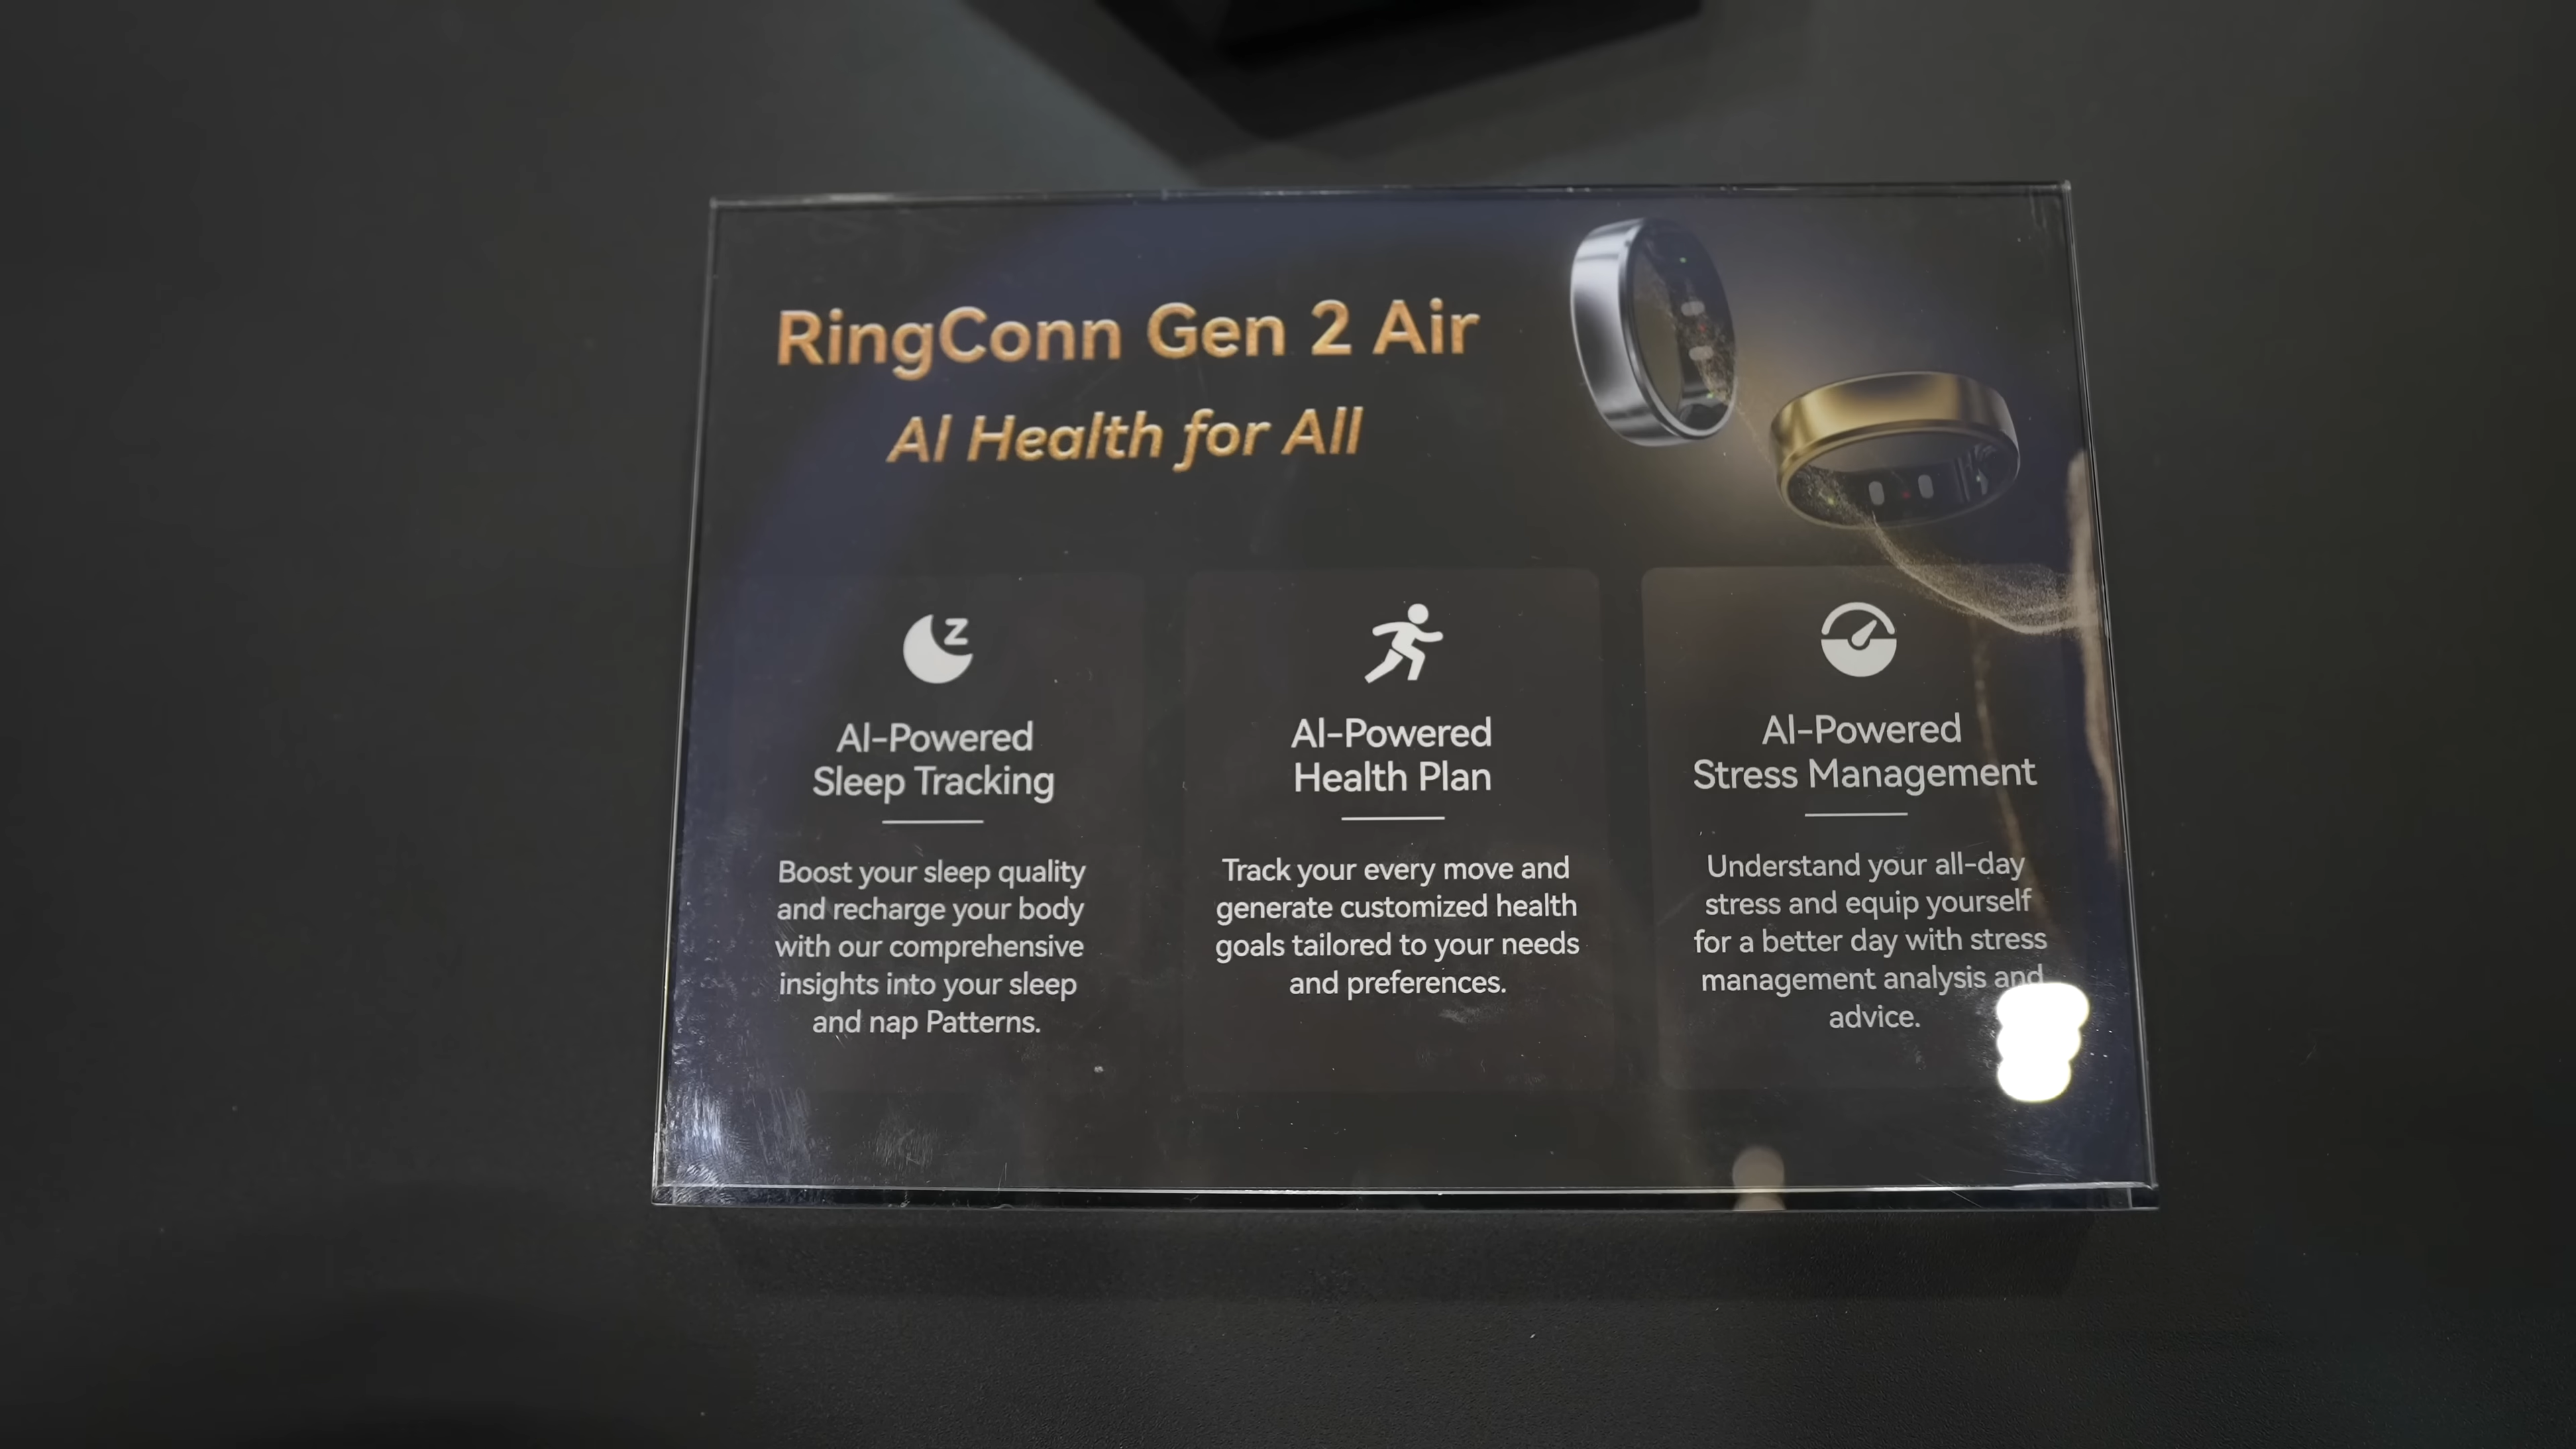 RingConn Gen 2 Air
AI Health for All
z
AI-Powered
Sleep Tracking
Boost your sleep quality
and recharge your body
with our comprehensive
insights into your sleep
and nap Patterns.
AI-Powered
Health Plan
Track your every move and
generate customized health
goals tailored to your needs
and preferences.
AI-Powered
Stress Management
Understand your all-day
stress and equip yourself
for a better day with stress
management analysis and
advice.